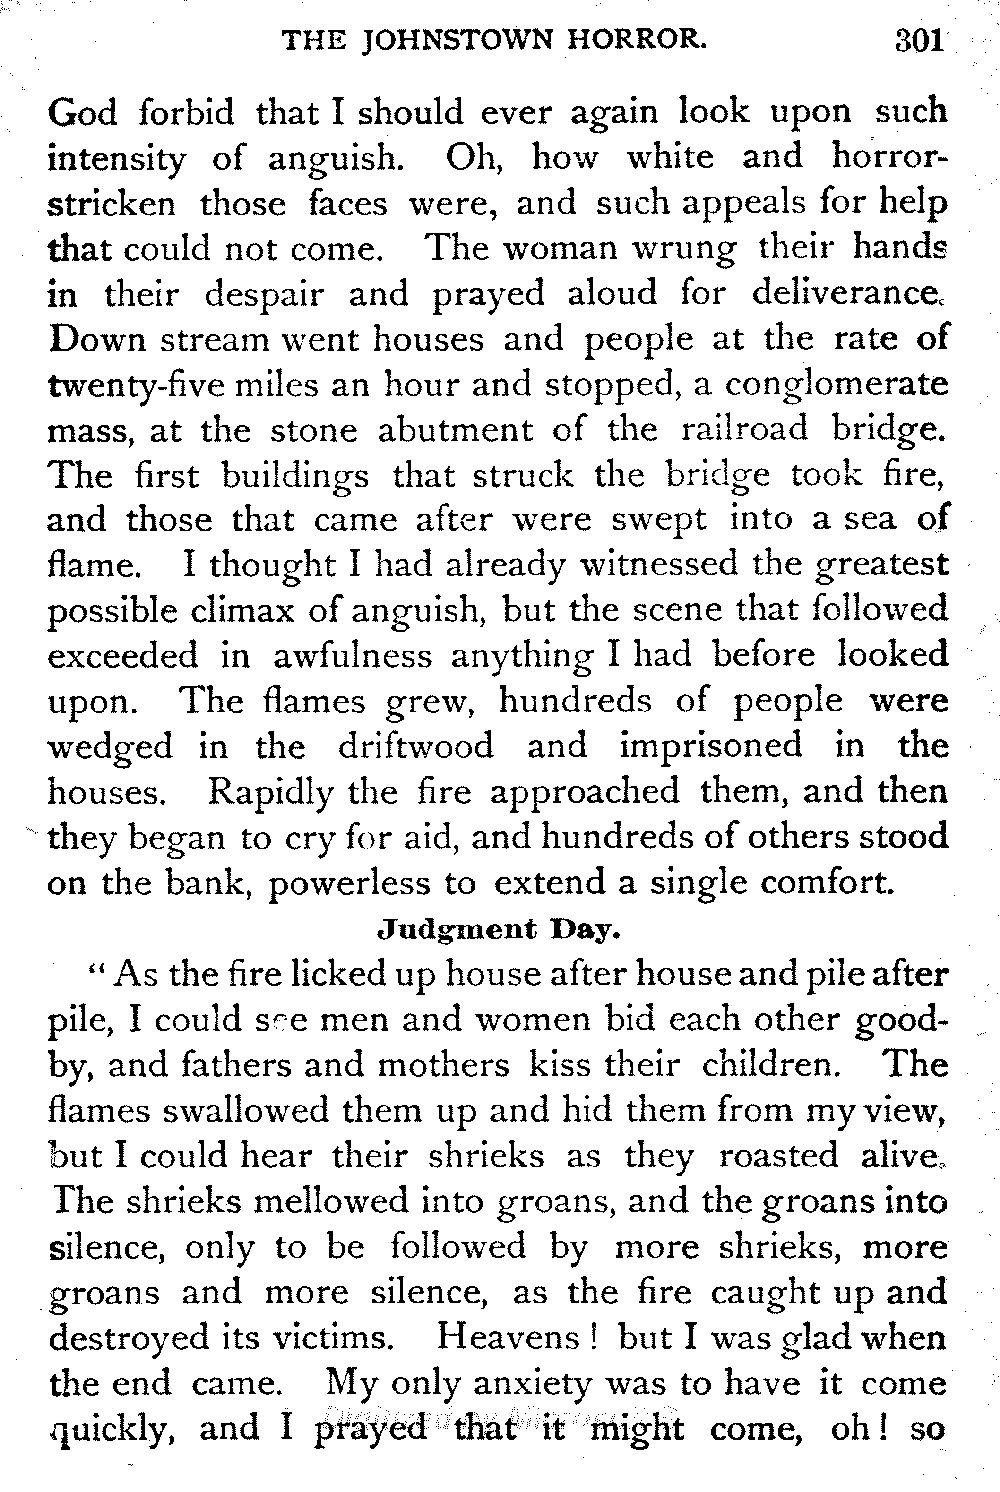 THE JOHNSTOWN HORROR. 301
God forbid that I should ever again look upon such
intensity of anguish. Oh, how white and horror-
stricken those faces were, and such appeals for help
that could not come. The woman wrung their hands
in their despair and prayed aloud for deliverance.
Down stream went houses and people at the rate of
twenty-five miles an hour and stopped, a conglomerate
mass, at the stone abutment of the railroad bridge.
The first buildings that struck the bridge took fire,
and those that came after were swept into a sea of
flame. I thought I had already witnessed the greatest
possible climax of anguish, but the scene that followed
exceeded in awfulness anything I had before looked
upon. The flames grew, hundreds of people were
wedged in the driftwood and imprisoned in the
houses. Rapidly the fire approached them, and then
they began to cry for aid, and hundreds of others stood
on the bank, powerless to extend a single comfort.
Judgment Day.
“As the fire licked up house after house and pile after
pile, I could see men and women bid each other good-
by, and fathers and mothers kiss their children. The
flames swallowed them up and hid them from my view,
but I could hear their shrieks as they roasted alive.
The shrieks mellowed into groans, and the groans into
silence, only to be followed by more shrieks, more
groans and more silence, as the fire caught up and
destroyed its victims. Heavens! but I was glad when
the end came. My only anxiety was to have it come
quickly, and I prayed that it might come, oh! so